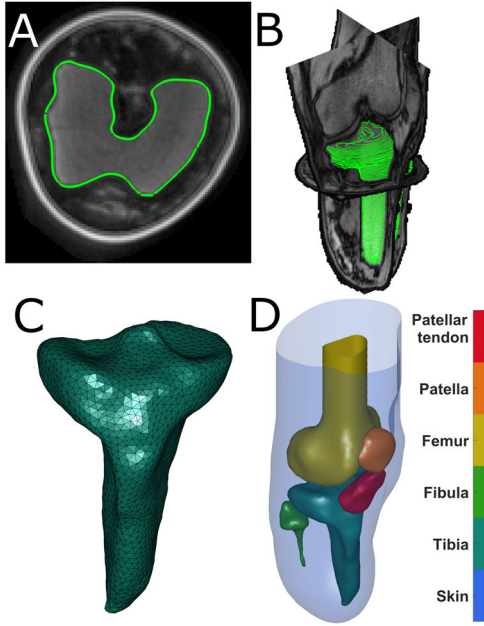 A
B
C
D
Patellar
tendon
Patella
Femur
Fibula
Tibia
Skin